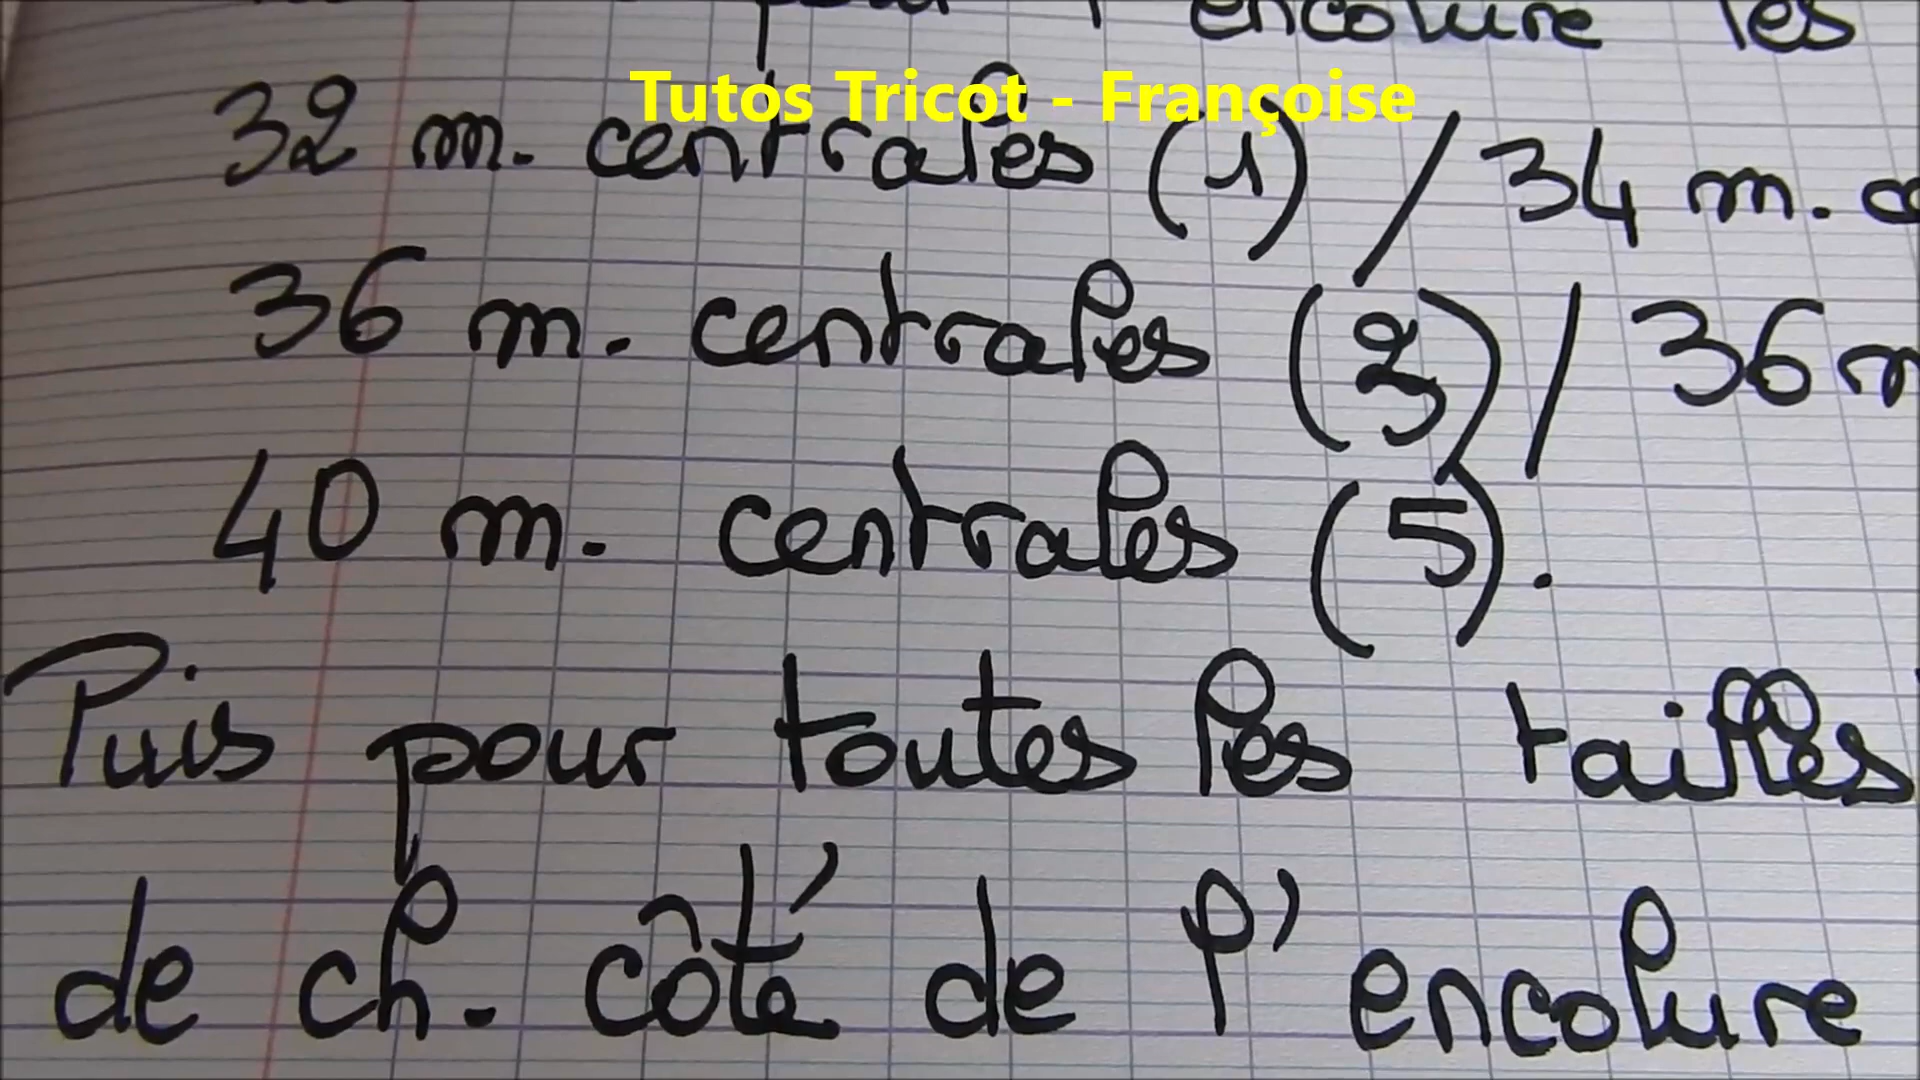 encolure les
Tutos Tricot - Françoise
32 m. centrales (1) / 34 m.
36 m. centrales (3) / 36 m
40 m. centrales (5).
Puis pour toutes les tailles
de ch. côté de l'encolure